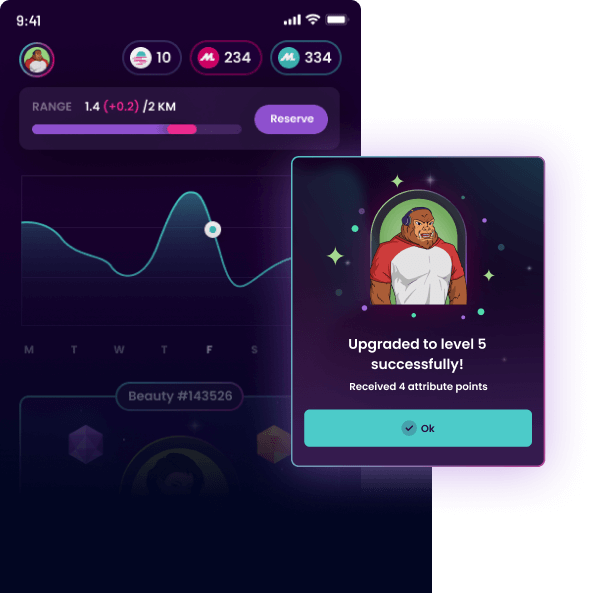 9:41
10
234
334
RANGE 1.4 (+0.2) /2 KM
Reserve
M T W T F S
Beauty #143526
Upgraded to level 5
successfully!
Received 4 attribute points
Ok